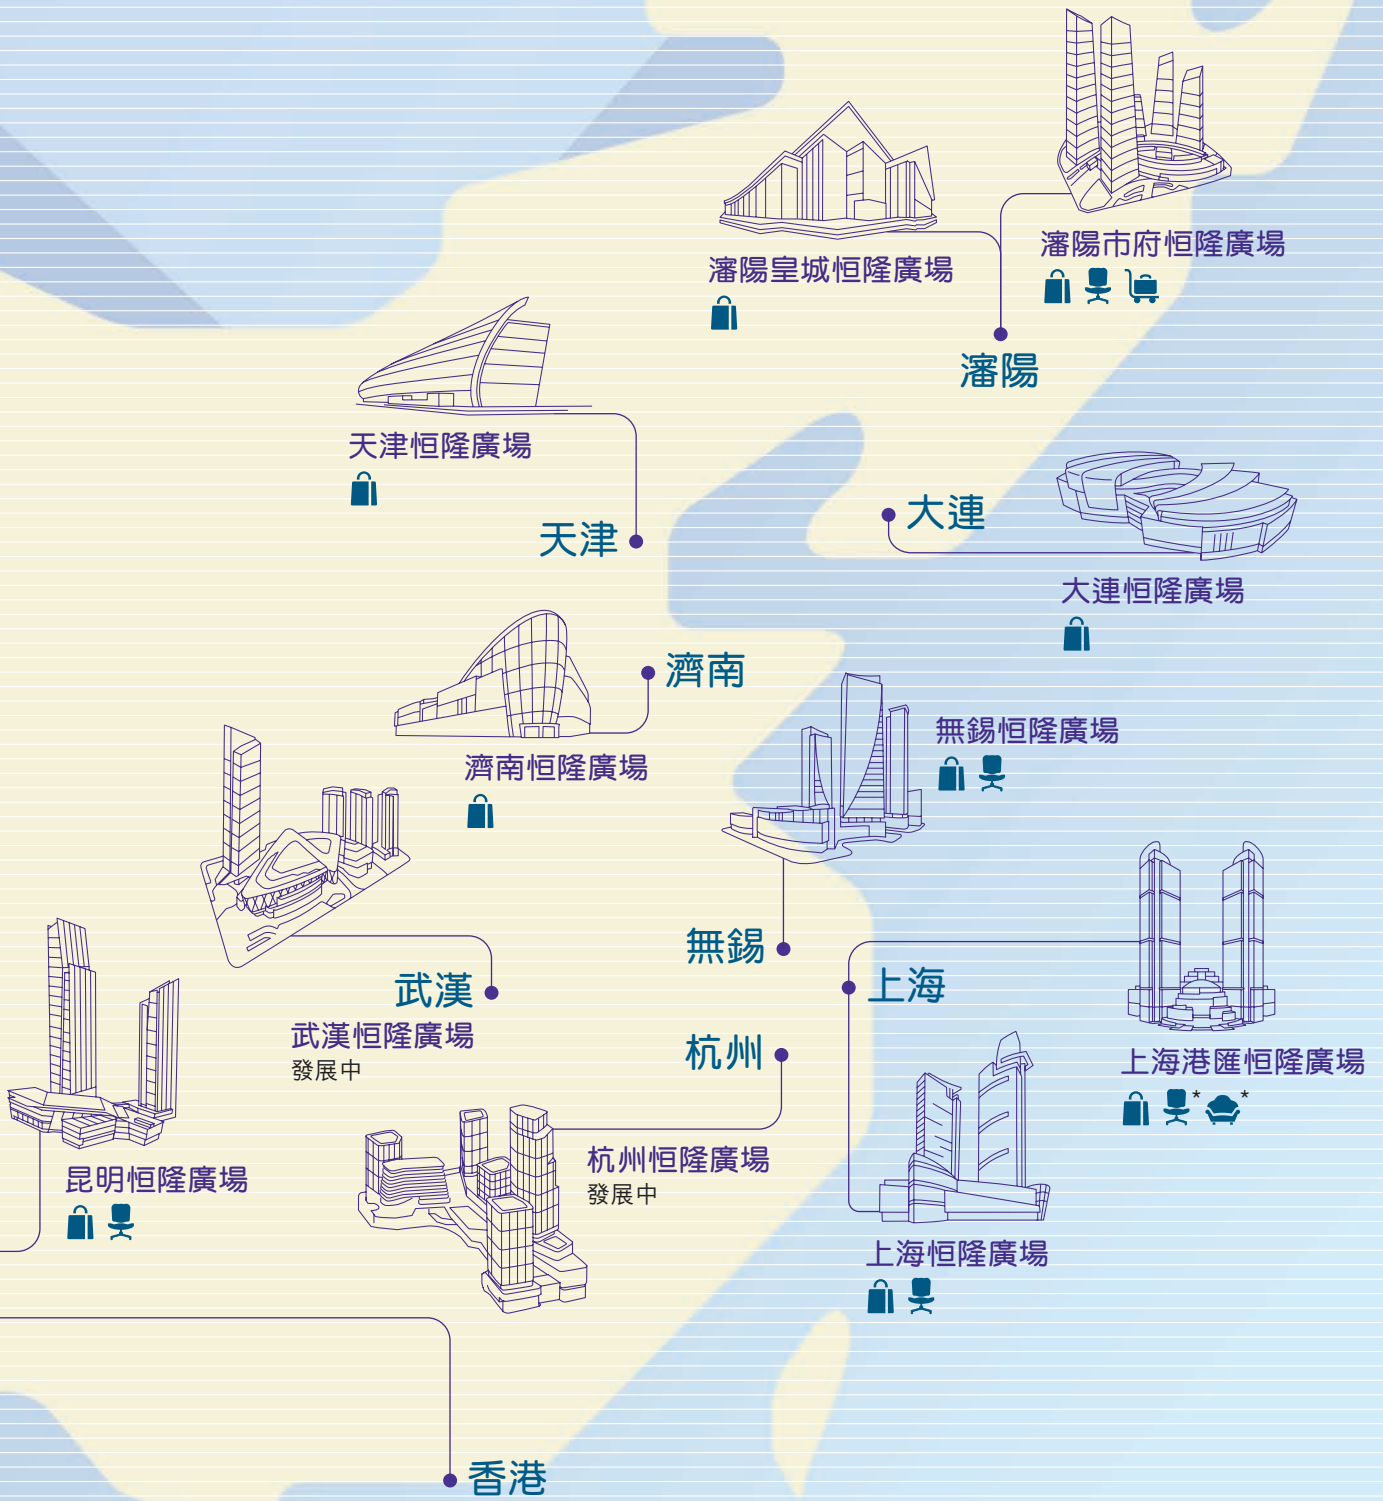 瀋陽市府恒隆廣場
瀋陽皇城恒隆廣場
瀋陽
天津恒隆廣場
天津
大連
大連恒隆廣場
濟南
濟南恒隆廣場
無錫恒隆廣場
無錫
武漢
武漢恒隆廣場
發展中
上海
上海港匯恒隆廣場
* *
杭州
杭州恒隆廣場
發展中
昆明恒隆廣場
上海恒隆廣場
香港